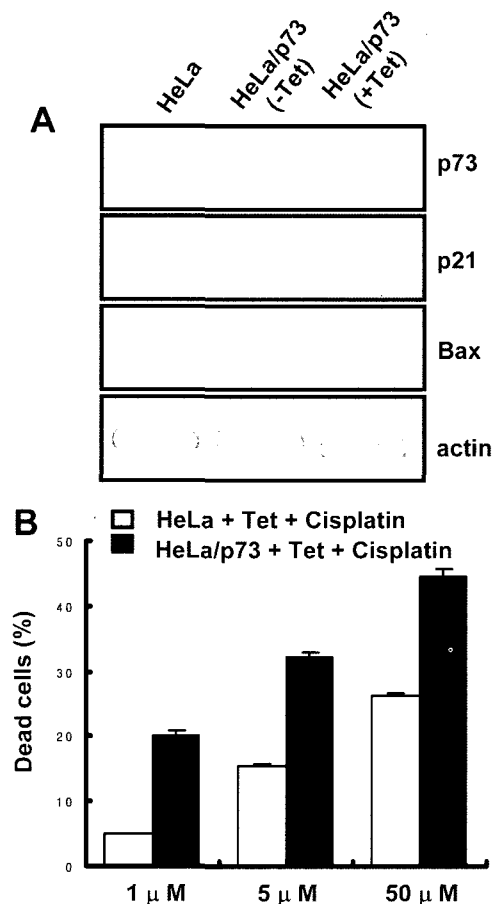 HeLa
HeLa/p73
(-Tet)
HeLa/p73
(+Tet)
A
p73
p21
Bax
actin
B
HeLa + Tet + Cisplatin
HeLa/p73 + Tet + Cisplatin
Dead cells (%)
50
40
30
20
10
0
1 μ M
5 μ M
50 μ M